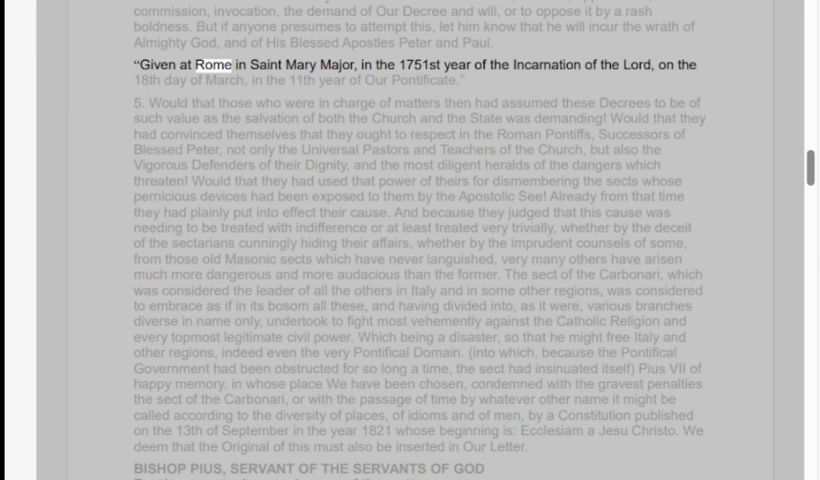 commission, invocation, the demand of Our Decree and will, or to oppose it by a rash
boldness. But if anyone presumes to attempt this, let him know that he will incur the wrath of
Almighty God, and of His Blessed Apostles Peter and Paul.
“Given at Rome in Saint Mary Major, in the 1751st year of the Incarnation of the Lord, on the
18th day of March, in the 11th year of Our Pontificate.”
5. Would that those who were in charge of matters then had assumed these Decrees to be of
such value as the salvation of both the Church and the State was demanding! Would that they
had convinced themselves that they ought to respect in the Roman Pontiffs, Successors of
Blessed Peter, not only the Universal Pastors and Teachers of the Church, but also the
Vigorous Defenders of their Dignity, and the most diligent heralds of the dangers which
threaten! Would that they had used that power of theirs for dismembering the sects whose
pernicious devices had been exposed to them by the Apostolic See! Already from that time
they had plainly put into effect their cause. And because they judged that this cause was
needing to be treated with indifference or at least treated very trivially, whether by the deceit
of the sectarians cunningly hiding their affairs, whether by the imprudent counsels of some,
from those old Masonic sects which have never languished, very many others have arisen
much more dangerous and more audacious than the former. The sect of the Carbonari, which
was considered the leader of all the others in Italy and in some other regions, was considered
to embrace as if in its bosom all these, and having divided into, as it were, various branches
diverse in name only, undertook to fight most vehemently against the Catholic Religion and
every topmost legitimate civil power. Which being a disaster, so that he might free Italy and
other regions, indeed even the very Pontifical Domain. (into which, because the Pontifical
Government had been obstructed for so long a time, the sect had insinuated itself) Pius VII of
happy memory, in whose place We have been chosen, condemned with the gravest penalties
the sect of the Carbonari, or with the passage of time by whatever other name it might be
called according to the diversity of places, of idioms and of men, by a Constitution published
on the 13th of September in the year 1821 whose beginning is: Ecclesiam a Jesu Christo. We
deem that the Original of this must also be inserted in Our Letter.
BISHOP PIUS, SERVANT OF THE SERVANTS OF GOD